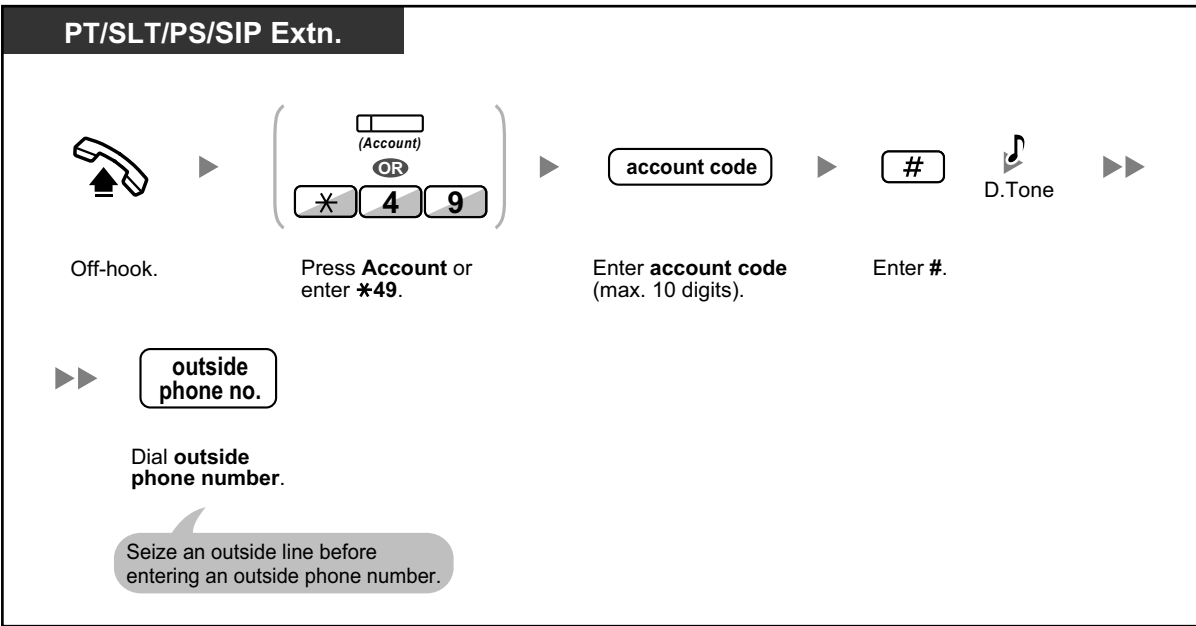 PT/SLT/PS/SIP Extn.
(Account)
OR
* 4 9
account code
#
D.Tone
Off-hook.
Press Account or
enter *49.
Enter account code
(max. 10 digits).
Enter #.
outside
phone no.
Dial outside
phone number.
Seize an outside line before
entering an outside phone number.